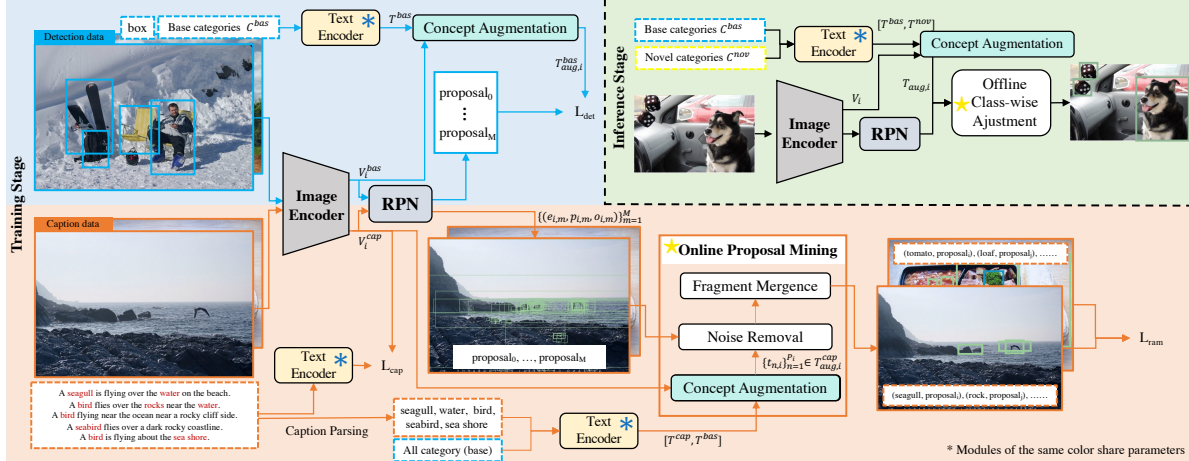 Training Stage
Detection data
box
Base categories C^bas
Text
Encoder
T^bas
Concept Augmentation
T^bas_aug,i
proposal_0
⋮
proposal_M
L_det
Image
Encoder
V_i^bas
RPN
V_i^cap
{(e_i,m, p_i,m, o_i,m)}^M_m=1
Inference Stage
Base categories C^bas
Novel categories C^nov
Text
Encoder
[T^bas, T^nov]
Concept Augmentation
V_i
T_aug,i
Image
Encoder
RPN
Offline
Class-wise
Ajustment
Caption data
A seagull is flying over the water on the beach.
A bird flies over the rocks near the water.
A bird flying near the ocean near a rocky cliff side.
A seabird flies over a dark rocky coastline.
A bird is flying about the sea shore.
Text
Encoder
L_cap
Caption Parsing
seagull, water, bird,
seabird, sea shore
All category (base)
Text
Encoder
[T^cap, T^bas]
proposal_0, …, proposal_M
Online Proposal Mining
Fragment Mergence
Noise Removal
{t_n,i}^P_i_n=1 ∈ T^cap_aug,i
Concept Augmentation
(tomato, proposal_i), (loaf, proposal_j), ……
(seagull, proposal_i), (rock, proposal_j), ……
L_ram
* Modules of the same color share parameters